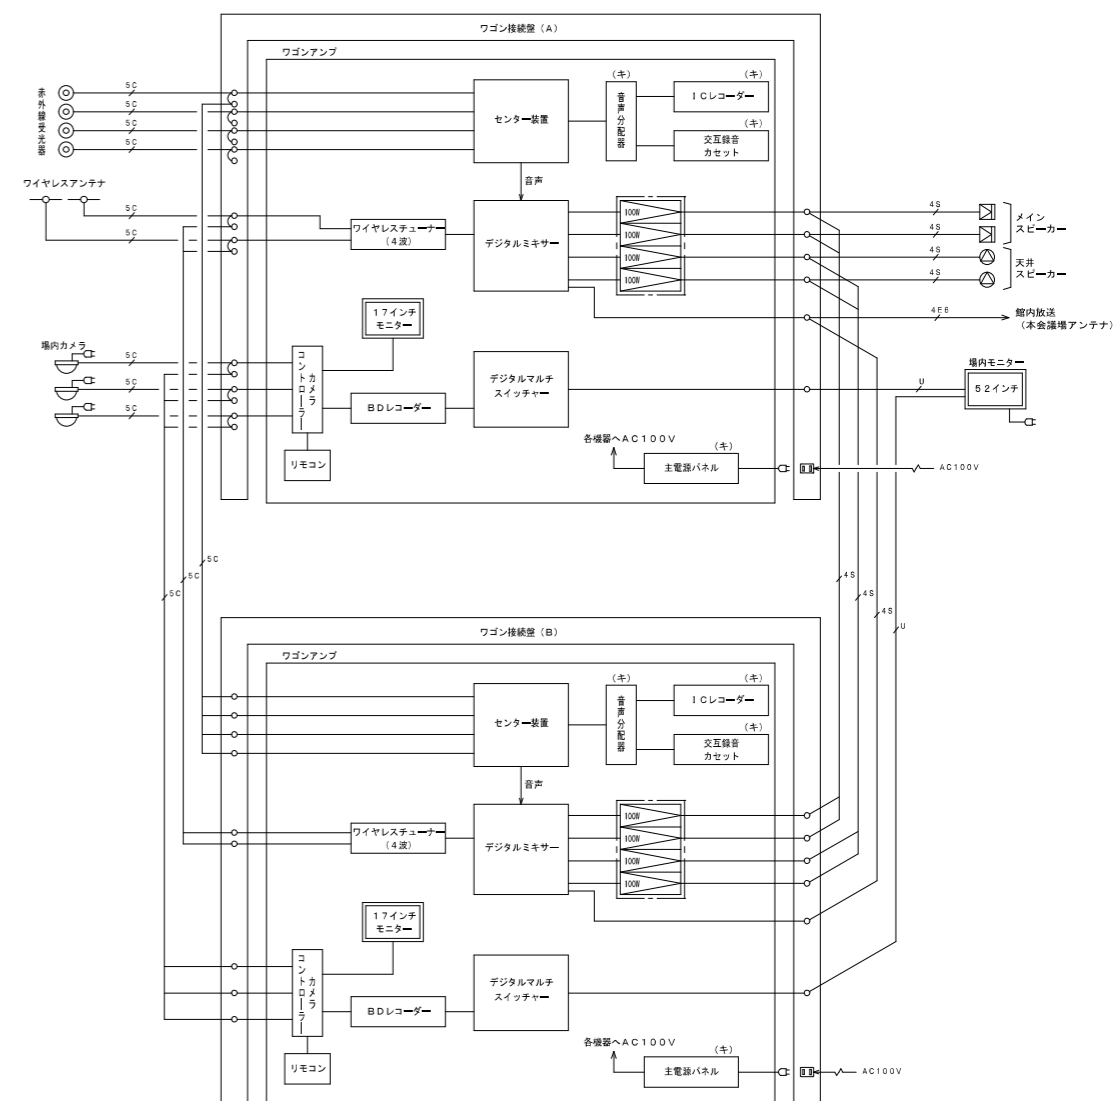 ワゴン接続盤(A)
ワゴンアンプ
赤外線受光器
5C
5C
5C
5C
センター装置
(キ)
音声分配器
(キ)
ICレコーダー
(キ)
交互録音
カセット
音声
ワイヤレスアンテナ
5C
5C
ワイヤレスチューナー
(4波)
デジタルミキサー
100W
100W
100W
100W
4S
4S
4S
4S
メイン
スピーカー
天井
スピーカー
4E6
館内放送
(本会議場アンテナ)
17インチ
モニター
場内カメラ
5C
5C
5C
カメラ
コントローラー
BDレコーダー
デジタルマルチ
スイッチャー
リモコン
U
場内モニター
52インチ
各機器へAC100V
(キ)
主電源パネル
AC100V
5C
5C
5C
4S
4S
4S
U
ワゴン接続盤(B)
ワゴンアンプ
センター装置
(キ)
音声分配器
(キ)
ICレコーダー
(キ)
交互録音
カセット
音声
ワイヤレスチューナー
(4波)
デジタルミキサー
100W
100W
100W
100W
17インチ
モニター
カメラ
コントローラー
BDレコーダー
デジタルマルチ
スイッチャー
リモコン
各機器へAC100V
(キ)
主電源パネル
AC100V